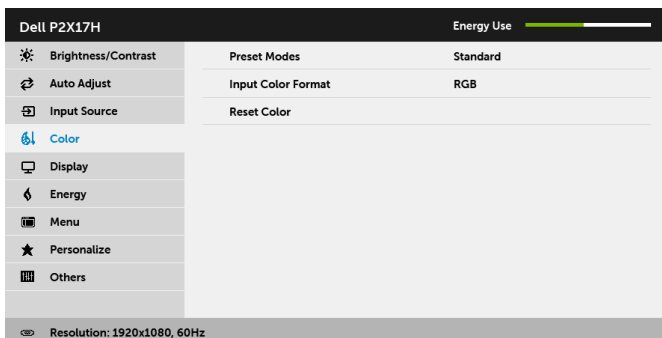 Dell P2X17H Energy Use
Brightness/Contrast Preset Modes Standard
Auto Adjust Input Color Format RGB
Input Source Reset Color
Color
Display
Energy
Menu
Personalize
Others
Resolution: 1920x1080, 60Hz